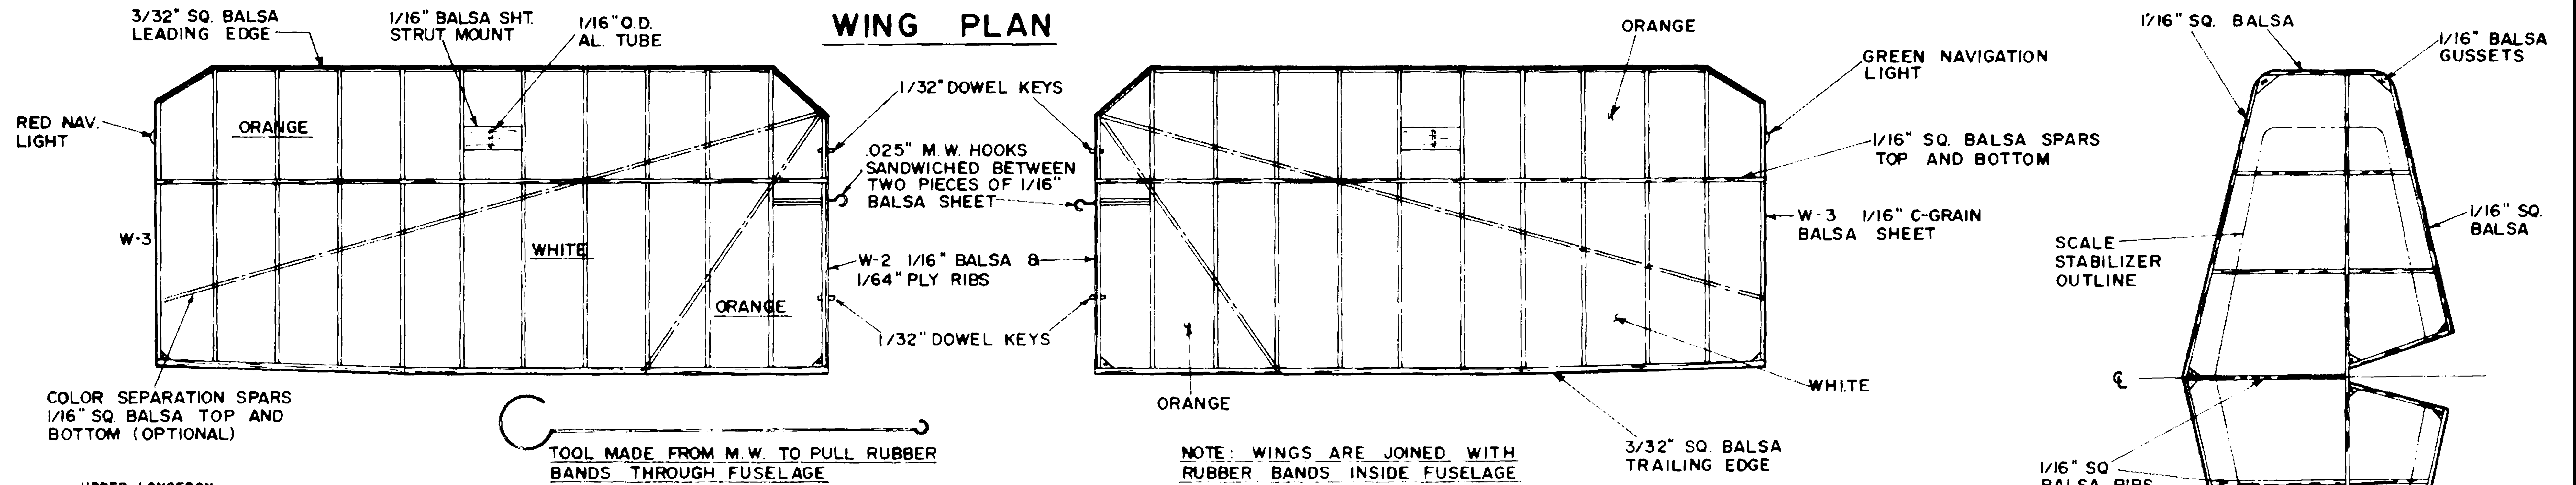 WING PLAN
3/32" SQ. BALSA
LEADING EDGE
1/16" BALSA SHT.
STRUT MOUNT
1/16" O.D.
AL. TUBE
RED NAV.
LIGHT
ORANGE
W-3
WHITE
ORANGE
COLOR SEPARATION SPARS
1/16" SQ. BALSA TOP AND
BOTTOM (OPTIONAL)
1/32" DOWEL KEYS
.025" M.W. HOOKS
SANDWICHED BETWEEN
TWO PIECES OF 1/16"
BALSA SHEET
W-2 1/16" BALSA &
1/64" PLY RIBS
1/32" DOWEL KEYS
TOOL MADE FROM M.W. TO PULL RUBBER
BANDS THROUGH FUSELAGE
ORANGE
GREEN NAVIGATION
LIGHT
1/16" SQ. BALSA SPARS
TOP AND BOTTOM
W-3 1/16" C-GRAIN
BALSA SHEET
WHITE
ORANGE
NOTE: WINGS ARE JOINED WITH
RUBBER BANDS INSIDE FUSELAGE
3/32" SQ. BALSA
TRAILING EDGE
1/16" SQ. BALSA
1/16" BALSA
GUSSETS
1/16" SQ.
BALSA
SCALE
STABILIZER
OUTLINE
℄
1/16" SQ
BALSA RIBS
UPPER LONGERON